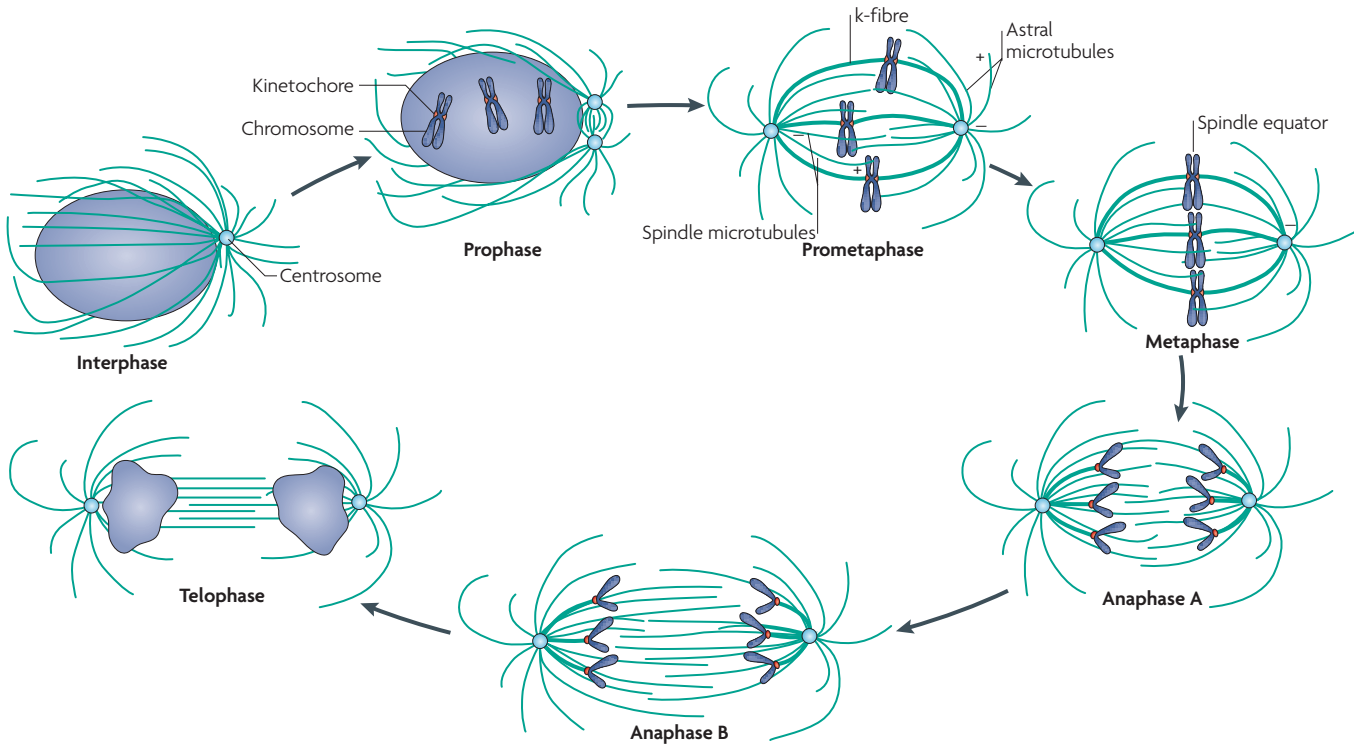 Kinetochore
Chromosome
Prophase
Centrosome
Interphase
k-fibre
Astral
microtubules
+
–
–
+
Spindle microtubules
Prometaphase
Spindle equator
–
Metaphase
Anaphase A
Anaphase B
Telophase